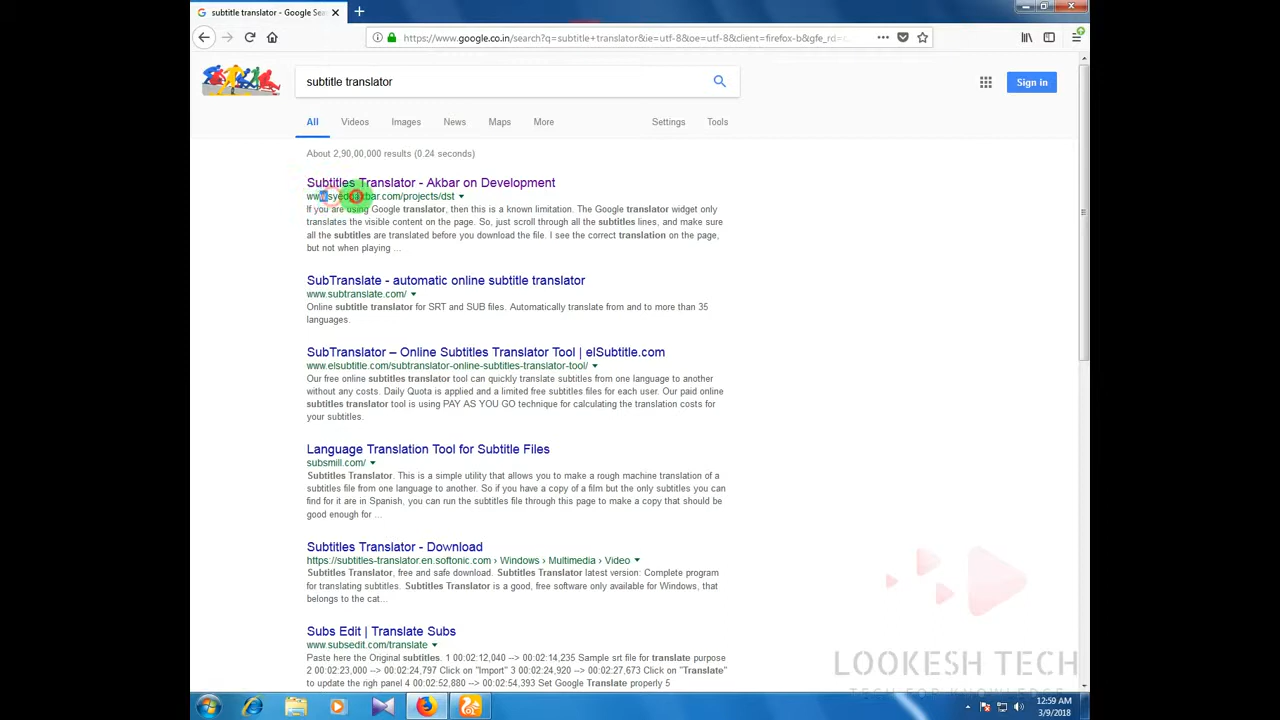 subtitle translator - Google Sea
https://www.google.co.in/search?q=subtitle+translator&ie=utf-8&oe=utf-8&client=firefox-b&gfe_rd=c
subtitle translator
Sign in
All Videos Images News Maps More Settings Tools
About 2,90,00,000 results (0.24 seconds)
Subtitles Translator - Akbar on Development
If you are using Google translator, then this is a known limitation. The Google translator widget only
translates the visible content on the page. So, just scroll through all the subtitles lines, and make sure
all the subtitles are translated before you download the file. I see the correct translation on the page,
but not when playing ...
SubTranslate - automatic online subtitle translator
www.subtranslate.com/
Online subtitle translator for SRT and SUB files. Automatically translate from and to more than 35
languages.
SubTranslator – Online Subtitles Translator Tool | elSubtitle.com
www.elsubtitle.com/subtranslator-online-subtitles-translator-tool/
Our free online subtitles translator tool can quickly translate subtitles from one language to another
without any costs. Daily Quota is applied and a limited free subtitles files for each user. Our paid online
subtitles translator tool is using PAY AS YOU GO technique for calculating the translation costs for
your subtitles.
Language Translation Tool for Subtitle Files
subsmill.com/
Subtitles Translator. This is a simple utility that allows you to make a rough machine translation of a
subtitles file from one language to another. So if you have a copy of a film but the only subtitles you can
find for it are in Spanish, you can run the subtitles file through this page to make a copy that should be
good enough for ...
Subtitles Translator - Download
https://subtitles-translator.en.softonic.com › Windows › Multimedia › Video
Subtitles Translator, free and safe download. Subtitles Translator latest version: Complete program
for translating subtitles. Subtitles Translator is a good, free software only available for Windows, that
belongs to the cat...
Subs Edit | Translate Subs
www.subsedit.com/translate
Paste here the Original subtitles. 1 00:02:12,040 --> 00:02:14,235 Sample srt file for translate purpose
2 00:02:23,000 --> 00:02:24,797 Click on "Import" 3 00:02:24,920 --> 00:02:27,673 Click on "Translate"
to update the righ panel 4 00:02:52,880 --> 00:02:54,393 Set Google Translate properly 5
LOOKESH TECH
TECH FOR KNOWLEDGE
12:59 AM
3/9/2018